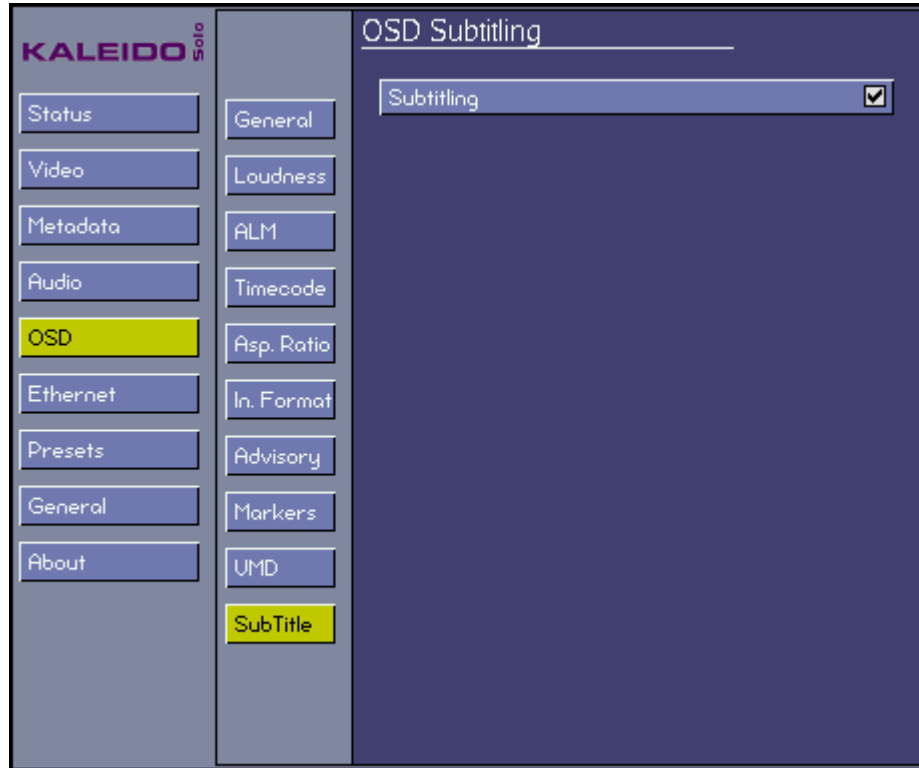 KALEIDO Solo
Status
Video
Metadata
Audio
OSD
Ethernet
Presets
General
About
General
Loudness
ALM
Timecode
Asp. Ratio
In. Format
Advisory
Markers
UMD
SubTitle
OSD Subtitling
Subtitling